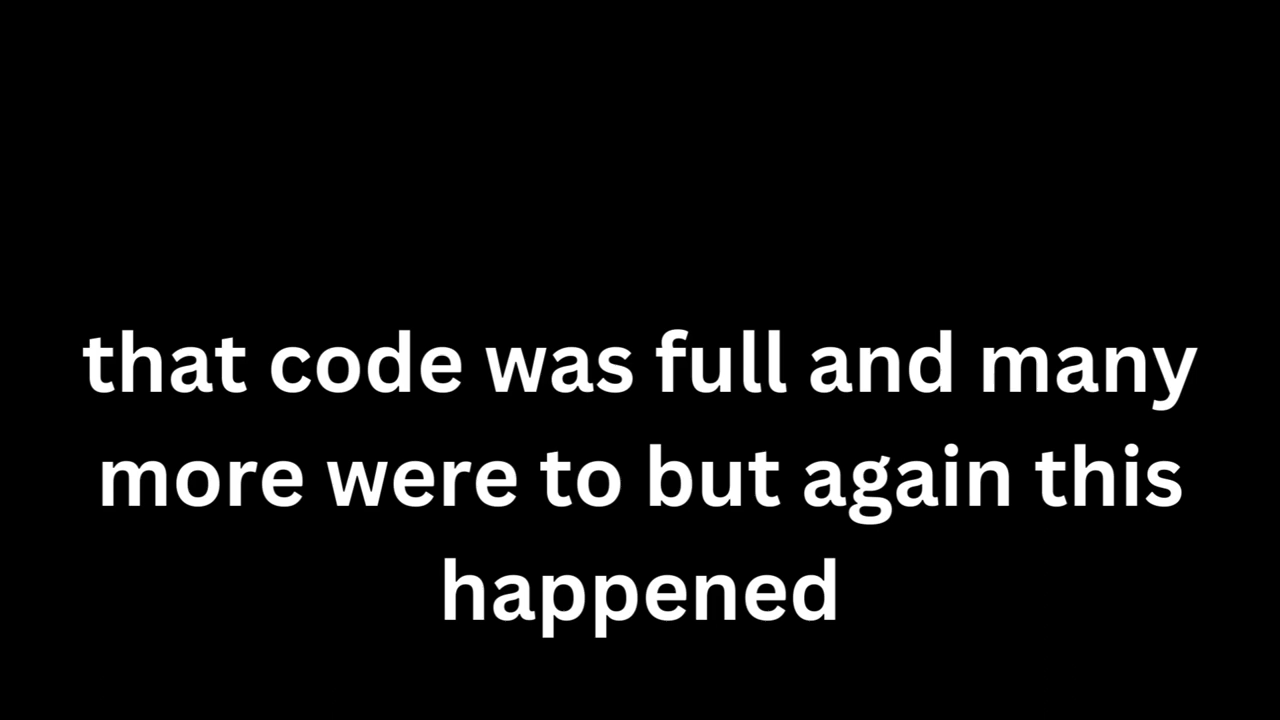 that code was full and many
more were to but again this
happened